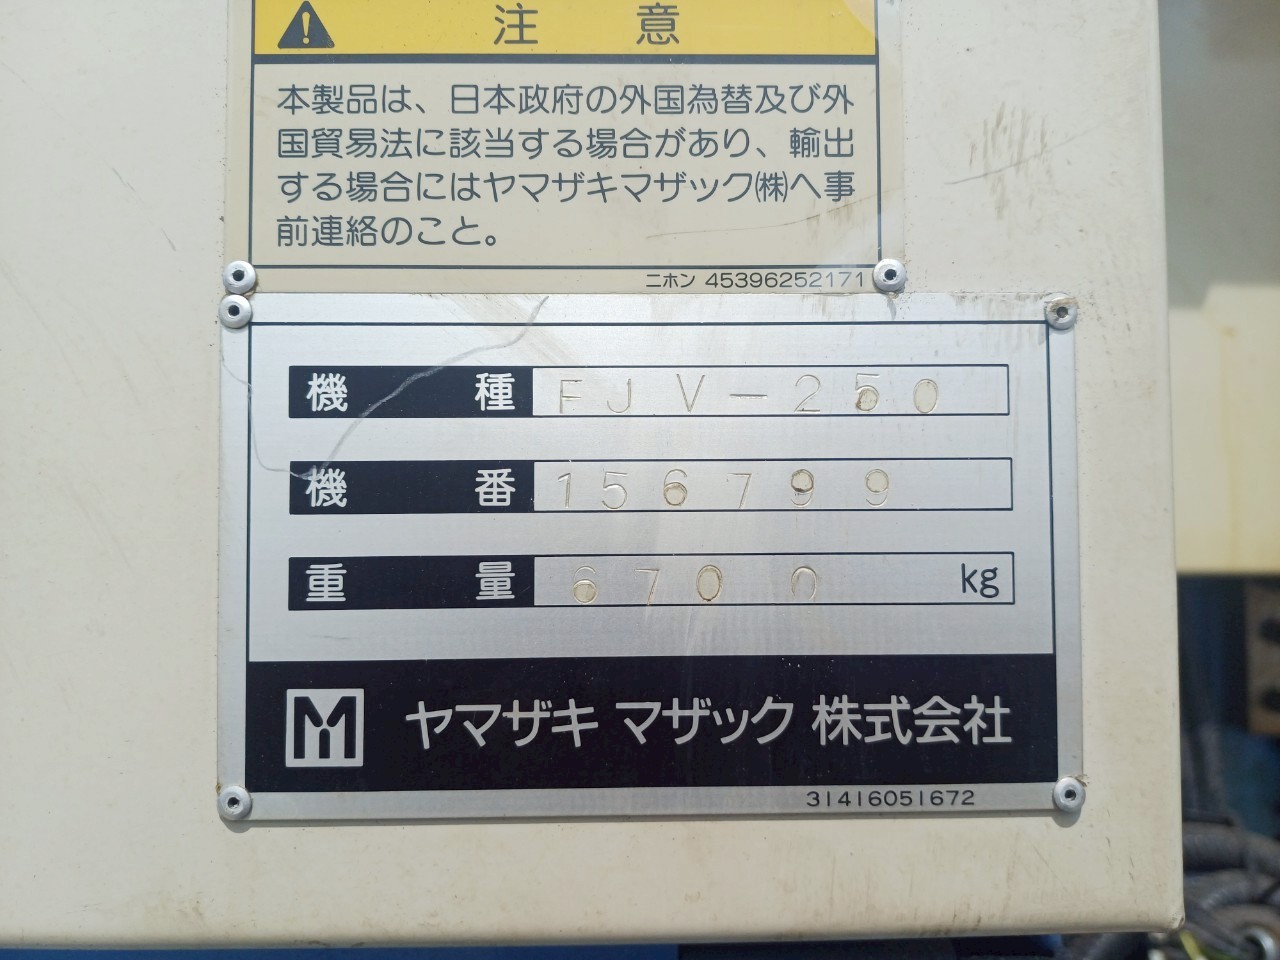 注 意
本製品は、日本政府の外国為替及び外
国貿易法に該当する場合があり、輸出
する場合にはヤマザキマザック㈱へ事
前連絡のこと。
ニホン 45396252171
機 種 FJV-250
機 番 156799
重 量 6700 kg
M ヤマザキ マザック 株式会社
31416051672